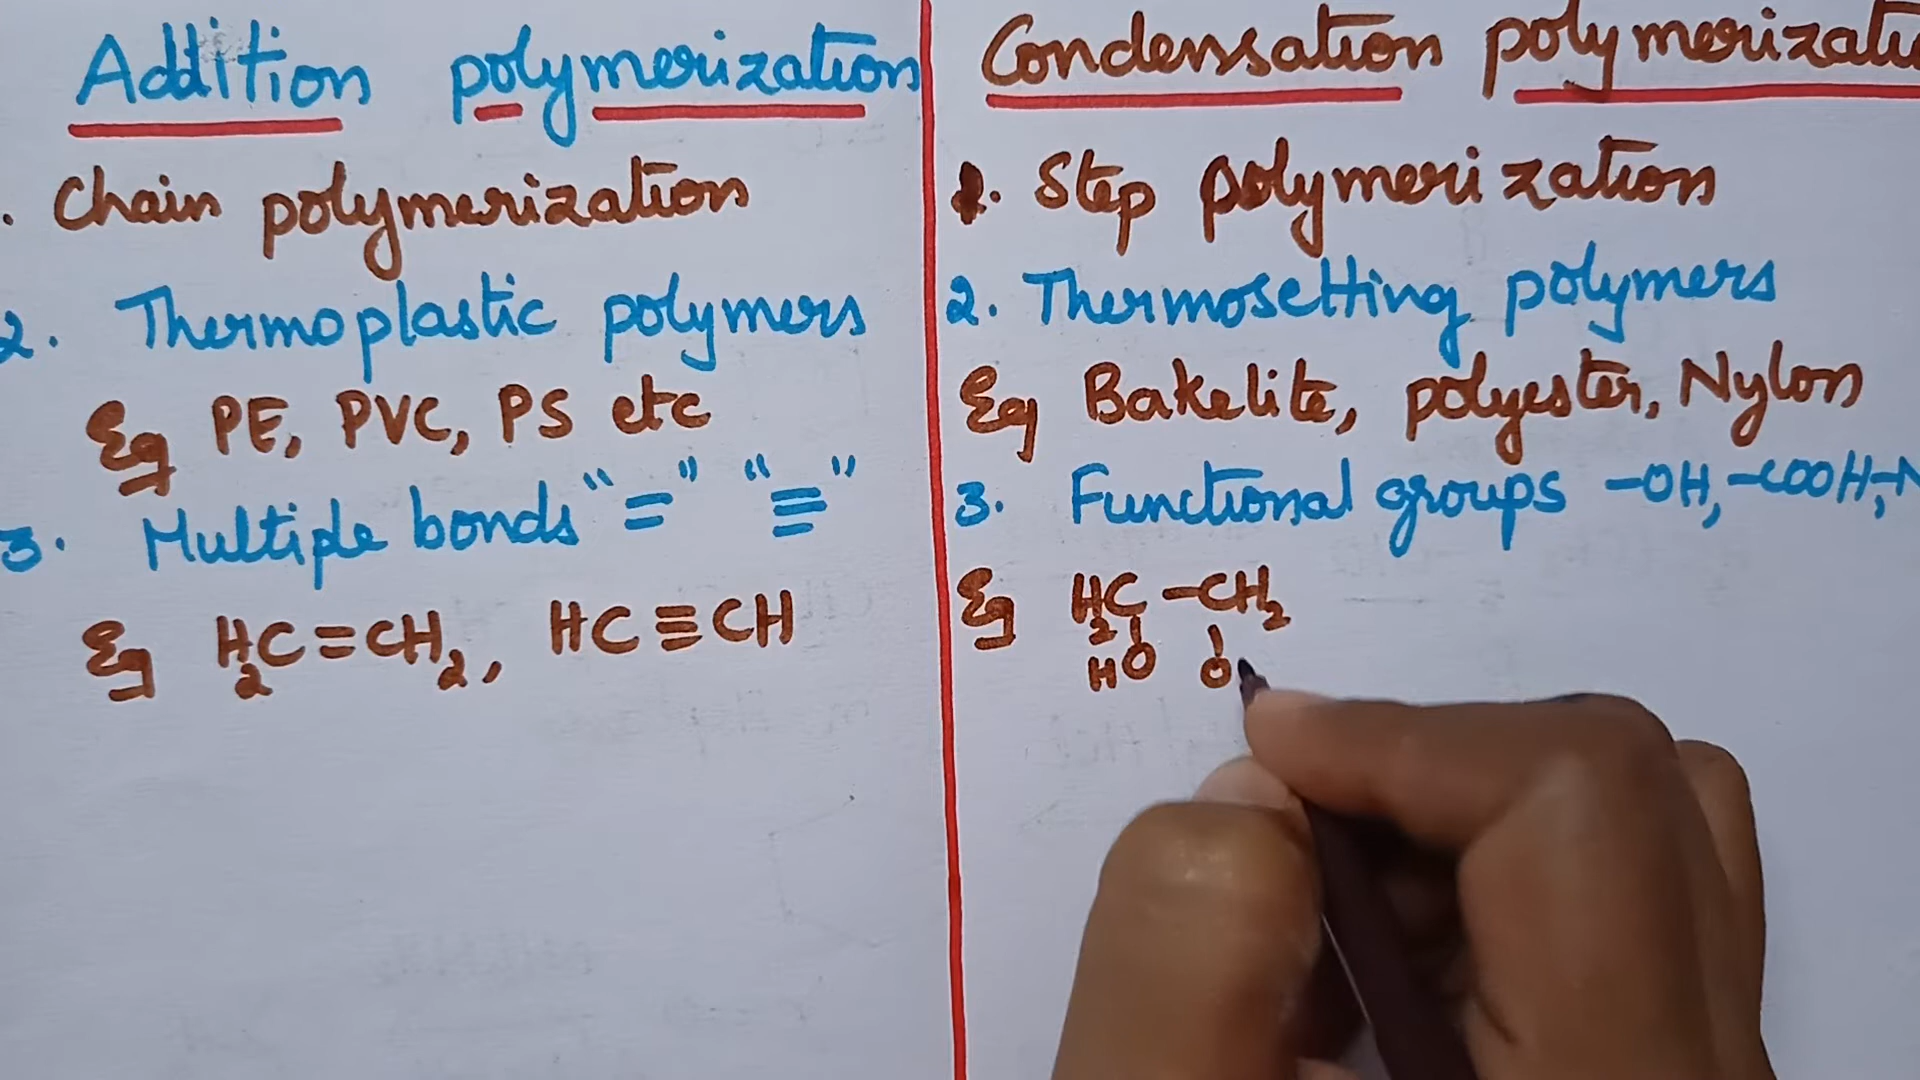 Addition polymerization
. Chain polymerization
2. Thermoplastic polymers
Eg PE, PVC, PS etc
3. Multiple bonds "=" "≡"
Eg H₂C=CH₂, HC≡CH
Condensation polymerizati
1. Step polymerization
2. Thermosetting polymers
Eg Bakelite, polyester, Nylon
3. Functional groups -OH, -COOH, -N
Eg H₂C-CH₂
HO O